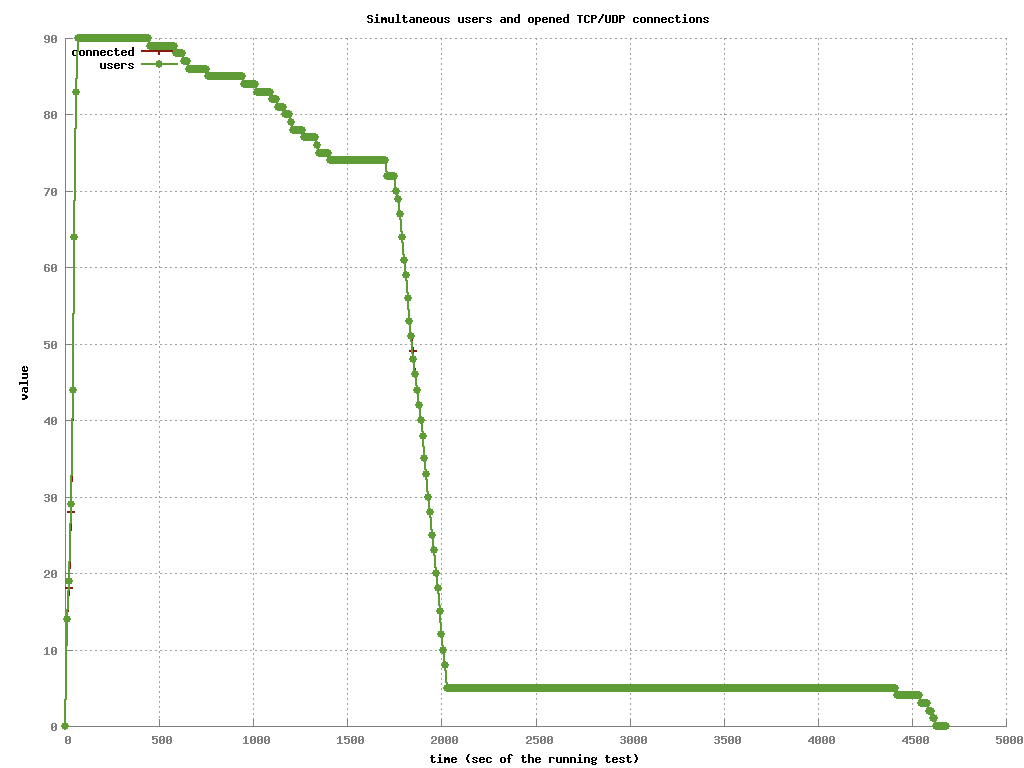 Simultaneous users and opened TCP/UDP connections
90
connected
users
80
70
60
50
value
40
30
20
10
0
0 500 1000 1500 2000 2500 3000 3500 4000 4500 5000
time (sec of the running test)